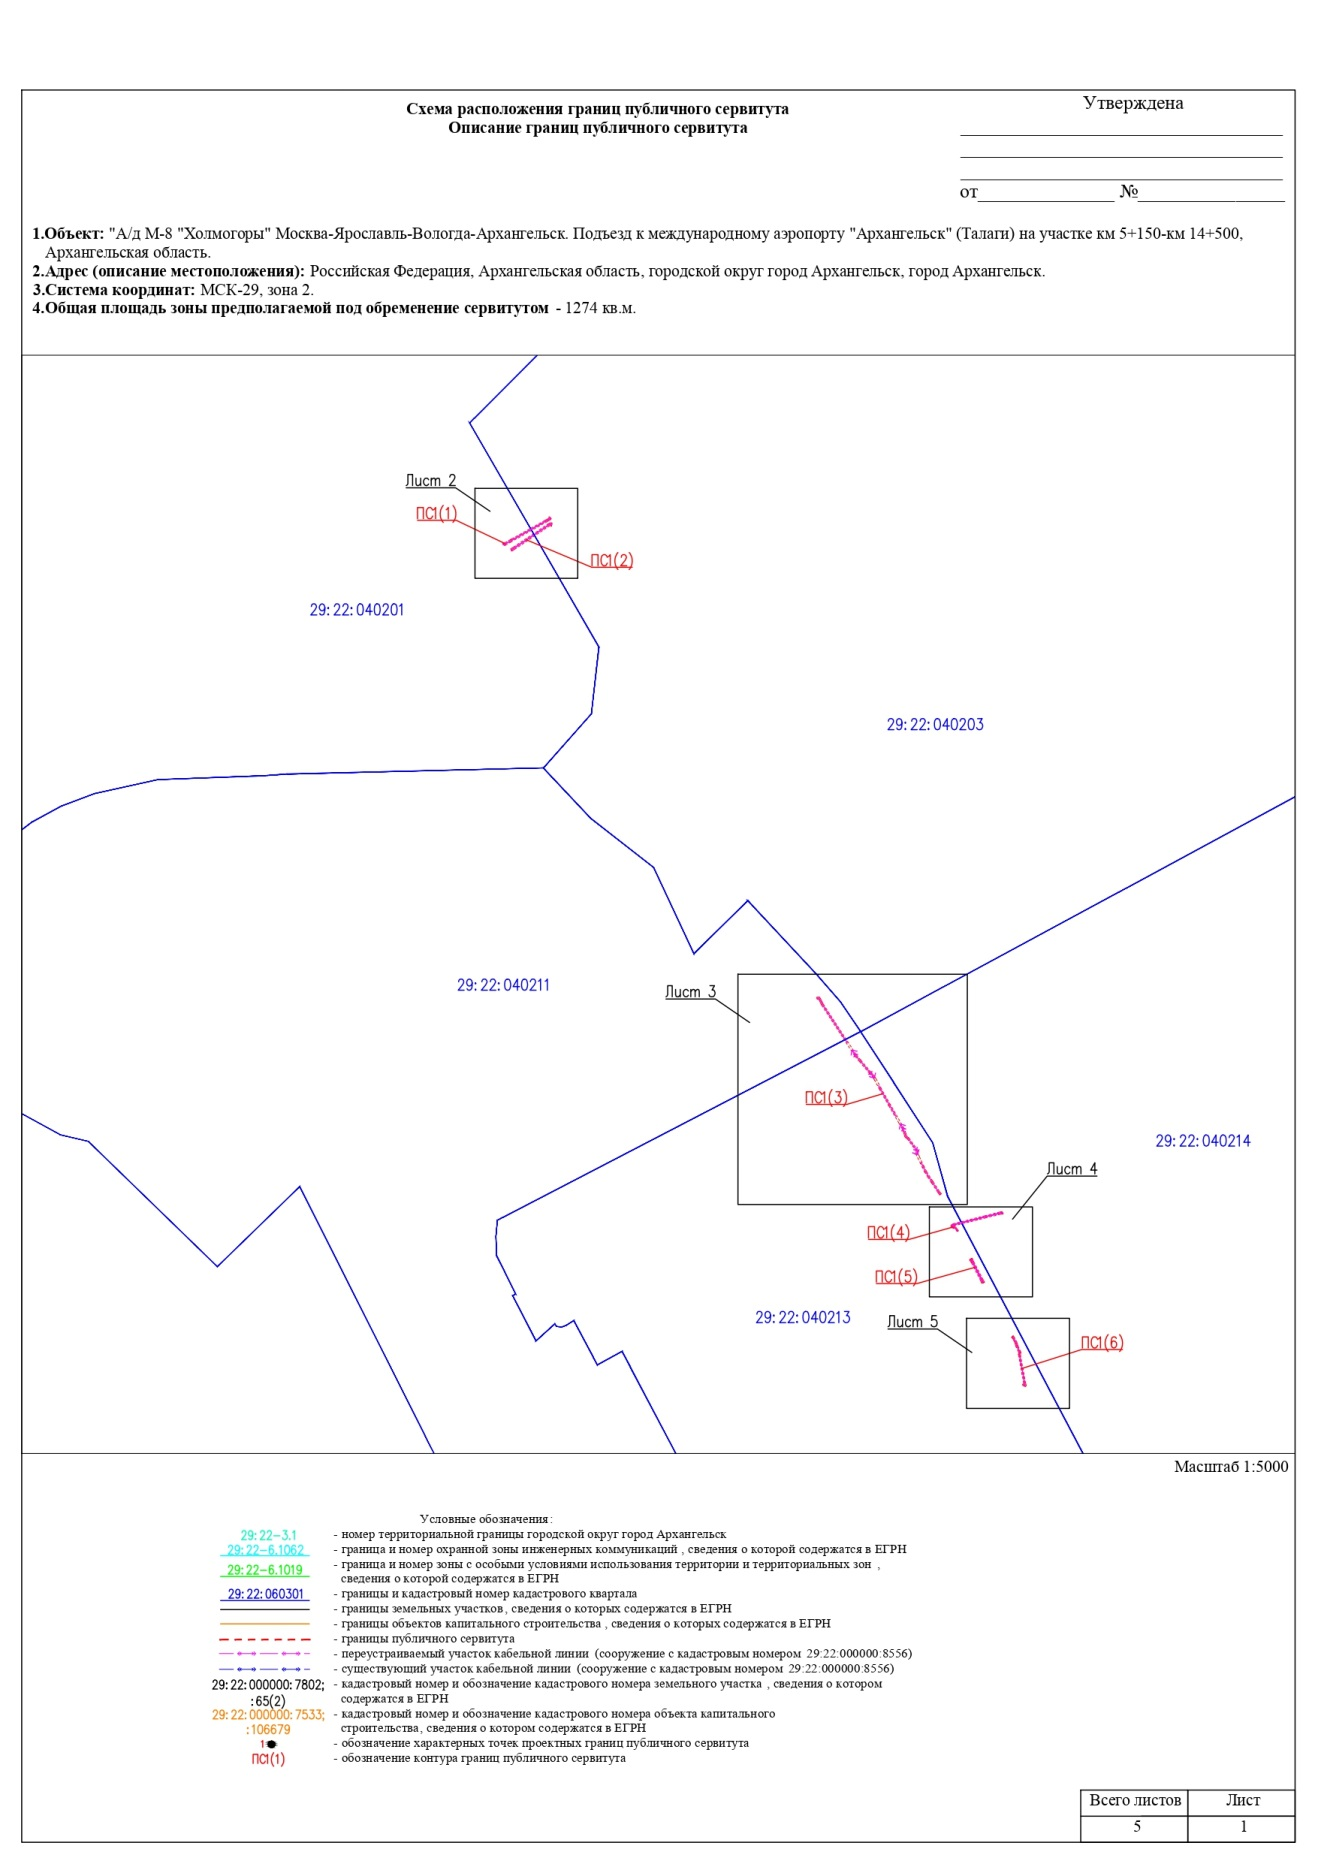 Схема расположения границ публичного сервитута
Описание границ публичного сервитута
Утверждена
от №
1.Объект: "А/д М-8 "Холмогоры" Москва-Ярославль-Вологда-Архангельск. Подъезд к международному аэропорту "Архангельск" (Талаги) на участке км 5+150-км 14+500,
Архангельская область.
2.Адрес (описание местоположения): Российская Федерация, Архангельская область, городской округ город Архангельск, город Архангельск.
3.Система координат: МСК-29, зона 2.
4.Общая площадь зоны предполагаемой под обременение сервитутом - 1274 кв.м.
Лист 2
ПС1(1)
ПС1(2)
29:22:040201
29:22:040203
29:22:040211
Лист 3
ПС1(3)
29:22:040214
Лист 4
ПС1(4)
ПС1(5)
29:22:040213
Лист 5
ПС1(6)
Масштаб 1:5000
Условные обозначения:
29:22-3.1 - номер территориальной границы городской округ город Архангельск
29:22-6.1062 - граница и номер охранной зоны инженерных коммуникаций , сведения о которой содержатся в ЕГРН
29:22-6.1019 - граница и номер зоны с особыми условиями использования территории и территориальных зон ,
сведения о которой содержатся в ЕГРН
29:22:060301 - границы и кадастровый номер кадастрового квартала
- границы земельных участков, сведения о которых содержатся в ЕГРН
- границы объектов капитального строительства , сведения о которых содержатся в ЕГРН
- границы публичного сервитута
- переустраиваемый участок кабельной линии (сооружение с кадастровым номером 29:22:000000:8556)
- существующий участок кабельной линии (сооружение с кадастровым номером 29:22:000000:8556)
29:22:000000:7802; - кадастровый номер и обозначение кадастрового номера земельного участка , сведения о котором
:65(2) содержатся в ЕГРН
29:22:000000:7533; - кадастровый номер и обозначение кадастрового номера объекта капитального
:106679 строительства, сведения о котором содержатся в ЕГРН
1 - обозначение характерных точек проектных границ публичного сервитута
ПС1(1) - обозначение контура границ публичного сервитута
Всего листов Лист
5 1